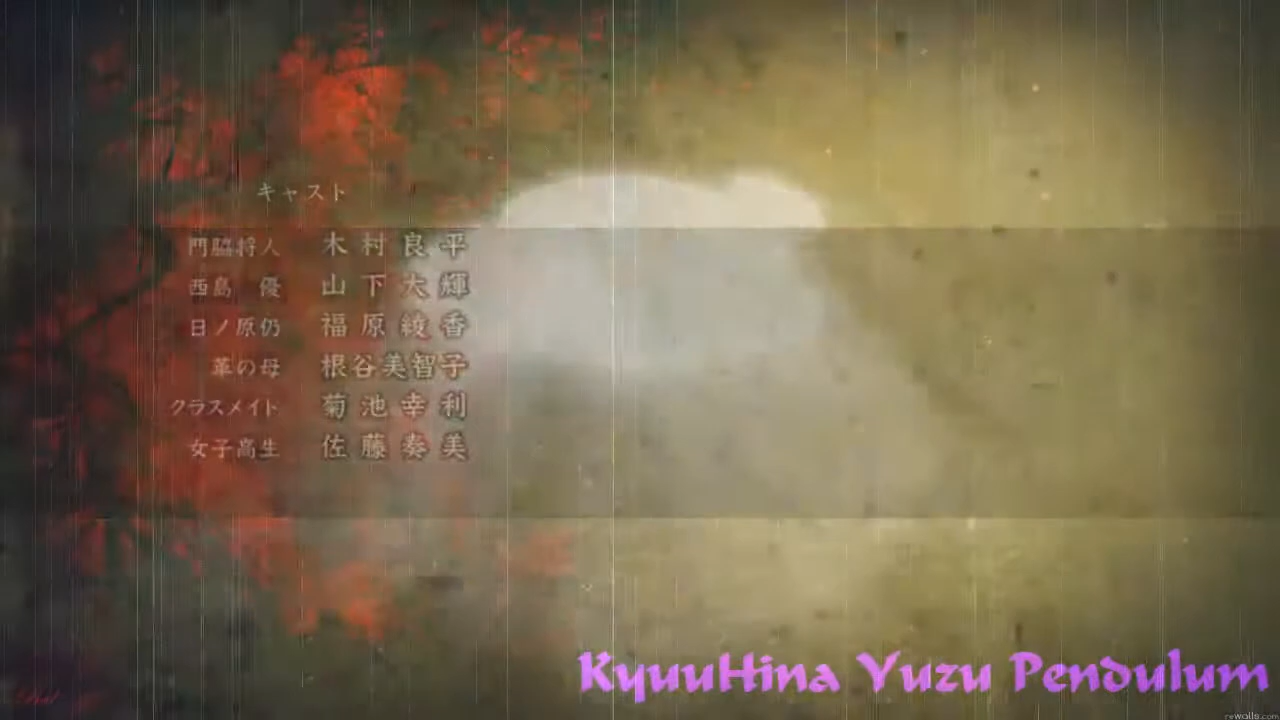 キャスト
門脇将人 木村良平
西島 優 山下大輝
日ノ原仍 福原綾香
革の母 根谷美智子
クラスメイト 菊池幸利
女子高生 佐藤奏美
KyuuHina Yuzu Pendulum
rewalls.com